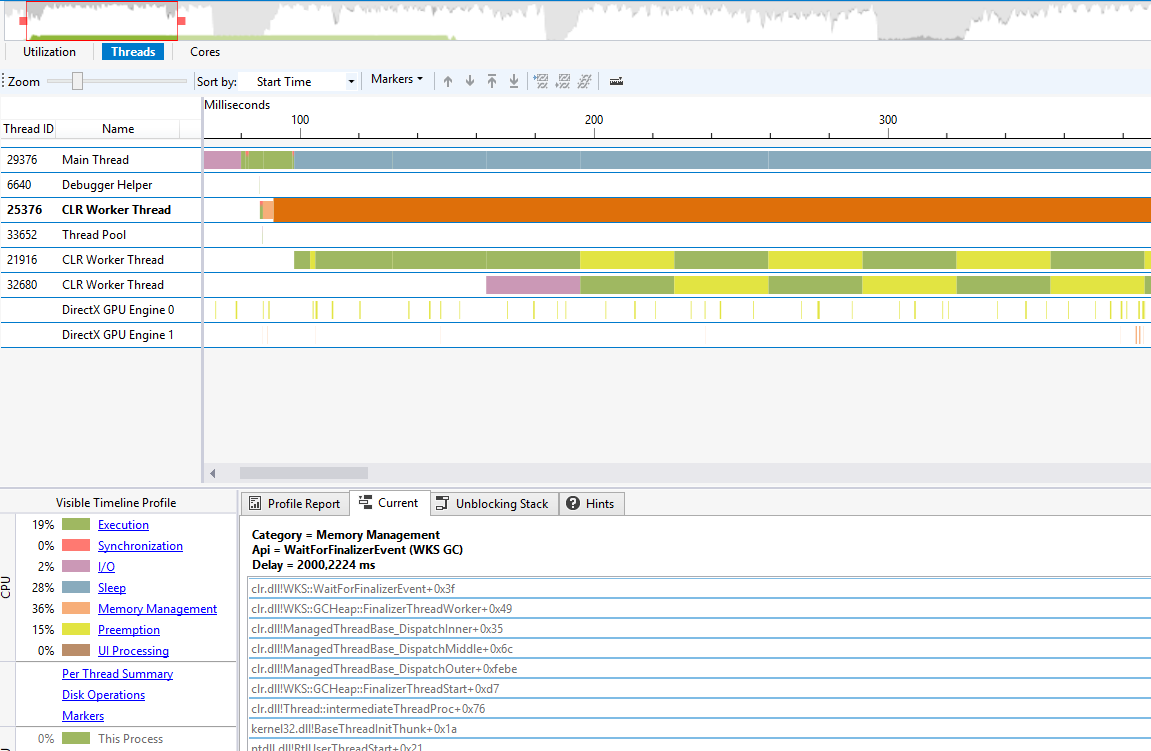 Utilization Threads Cores
Zoom Sort by: Start Time Markers
Milliseconds
100 200 300
Thread ID Name
29376 Main Thread
6640 Debugger Helper
25376 CLR Worker Thread
33652 Thread Pool
21916 CLR Worker Thread
32680 CLR Worker Thread
DirectX GPU Engine 0
DirectX GPU Engine 1
Visible Timeline Profile
CPU
19% Execution
0% Synchronization
2% I/O
28% Sleep
36% Memory Management
15% Preemption
0% UI Processing
Per Thread Summary
Disk Operations
Markers
0% This Process
Profile Report Current Unblocking Stack Hints
Category = Memory Management
Api = WaitForFinalizerEvent (WKS GC)
Delay = 2000,2224 ms
clr.dll!WKS::WaitForFinalizerEvent+0x3f
clr.dll!WKS::GCHeap::FinalizerThreadWorker+0x49
clr.dll!ManagedThreadBase_DispatchInner+0x35
clr.dll!ManagedThreadBase_DispatchMiddle+0x6c
clr.dll!ManagedThreadBase_DispatchOuter+0xfebe
clr.dll!WKS::GCHeap::FinalizerThreadStart+0xd7
clr.dll!Thread::intermediateThreadProc+0x76
kernel32.dll!BaseThreadInitThunk+0x1a
ntdll.dll!RtlUserThreadStart+0x21